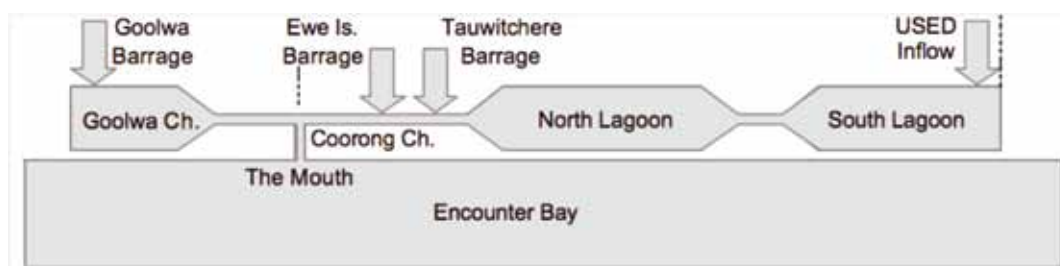 Goolwa
Barrage
Ewe Is.
Barrage
Tauwitchere
Barrage
USED
Inflow
Goolwa Ch.
Coorong Ch.
North Lagoon
South Lagoon
The Mouth
Encounter Bay